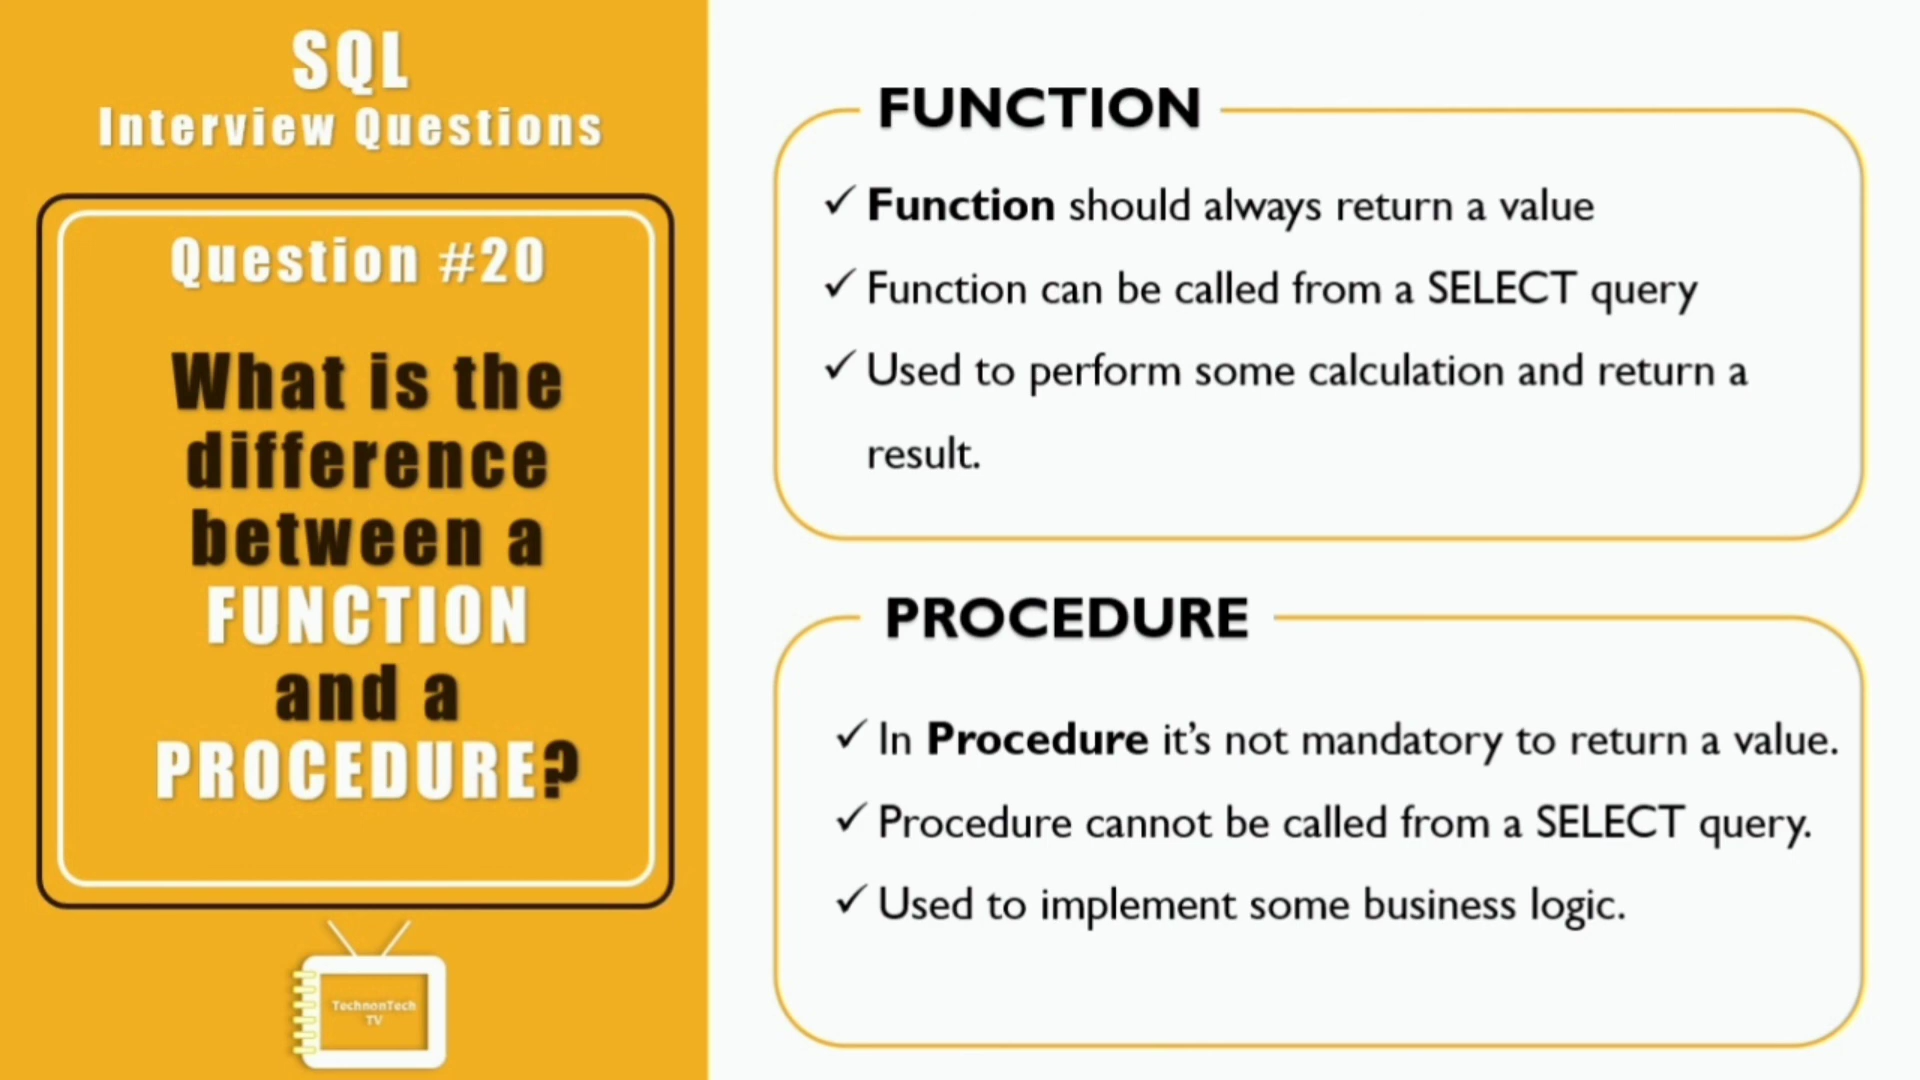 SQL
Interview Questions
Question #20
What is the
difference
between a
FUNCTION
and a
PROCEDURE?
TechnonTech
TV
FUNCTION
✓ Function should always return a value
✓ Function can be called from a SELECT query
✓ Used to perform some calculation and return a
result.
PROCEDURE
✓ In Procedure it’s not mandatory to return a value.
✓ Procedure cannot be called from a SELECT query.
✓ Used to implement some business logic.